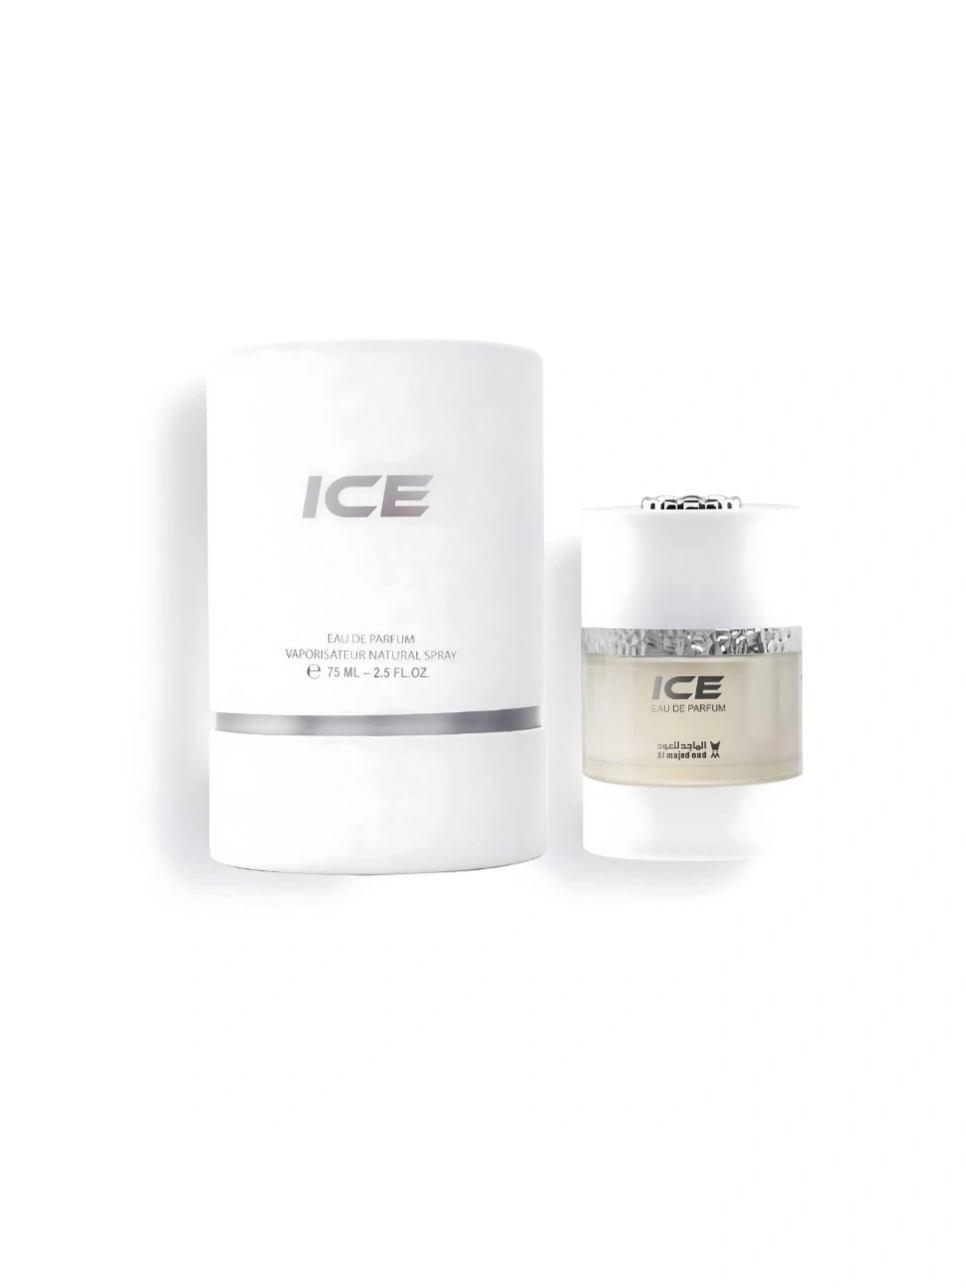 ICE
EAU DE PARFUM
VAPORISATEUR NATURAL SPRAY
℮ 75 ML – 2.5 FL.OZ.
ICE
EAU DE PARFUM
الماجد للعود
Al majed oud